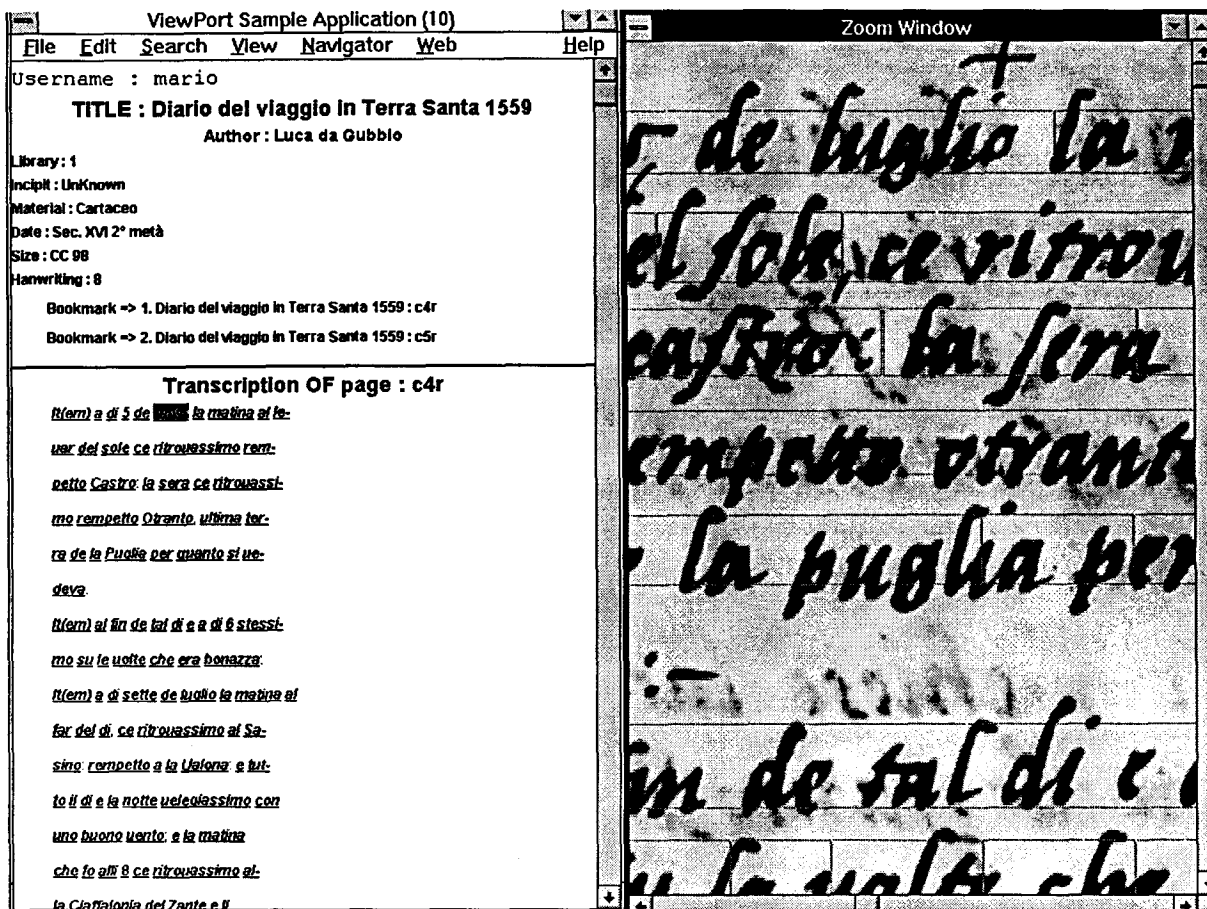 ViewPort Sample Application (10)
File Edit Search View Navigator Web Help
Username : mario
TITLE : Diario del viaggio in Terra Santa 1559
Author : Luca da Gubbio
Library : 1
Incipit : UnKnown
Material : Cartaceo
Date : Sec. XVI 2° metà
Size : CC 98
Hanwriting : 8
Bookmark => 1. Diario del viaggio in Terra Santa 1559 : c4r
Bookmark => 2. Diario del viaggio in Terra Santa 1559 : c5r
Transcription OF page : c4r
It(em) a di 5 de la matina al le-
uar del sole ce ritrouassimo rem-
petto Castro: la sera ce ritrouassi-
mo rempetto Otranto, ultima ter-
ra de la Puglia per quanto si ue-
deva.
It(em) al fin de tal di e a di 6 stessi-
mo su le uolte che era bonazza:
It(em) a di sette de luglio la matina al
far del di, ce ritrouassimo al Sa-
sino: rempetto a la Ualona: e tut-
to il di e la notte uelegiassimo con
uno buono uento; e la matina
che fo alli 8 ce ritrouassimo al-
la Ciaffalonia del Zante e il
Zoom Window
de luglio la
el sole, ce ritrou
castro: la sera
empetto otrant
la puglia per
in de tal di e
la uolte che